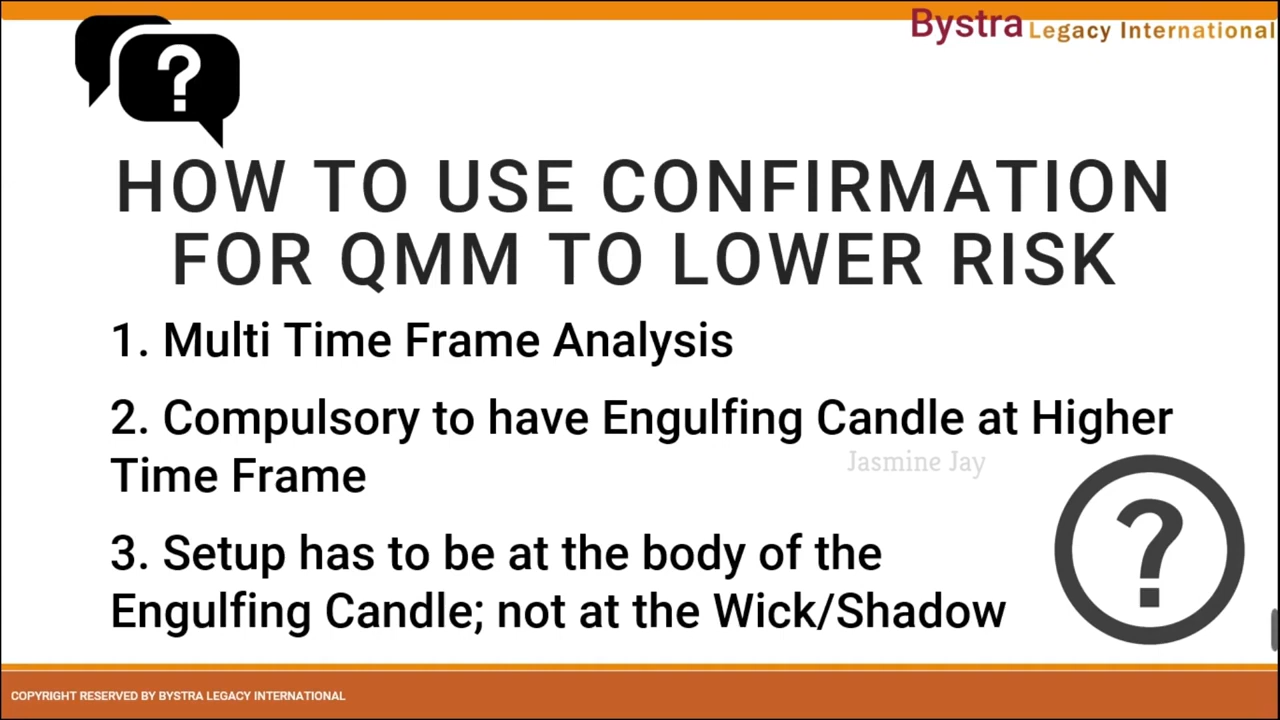 Bystra Legacy International
?
HOW TO USE CONFIRMATION
FOR QMM TO LOWER RISK
1. Multi Time Frame Analysis
2. Compulsory to have Engulfing Candle at Higher
Time Frame
Jasmine Jay
3. Setup has to be at the body of the
Engulfing Candle; not at the Wick/Shadow
?
COPYRIGHT RESERVED BY BYSTRA LEGACY INTERNATIONAL